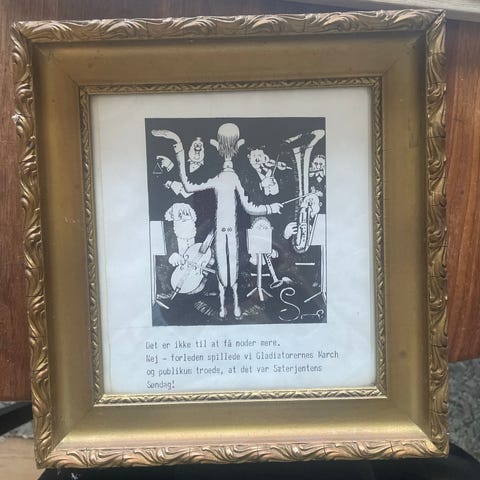 Det er ikke til at få noder mere.
Nej - forleden spillede vi Gladiatorernes March
og publikus troede, at det var Sæterjentens
Søndag!